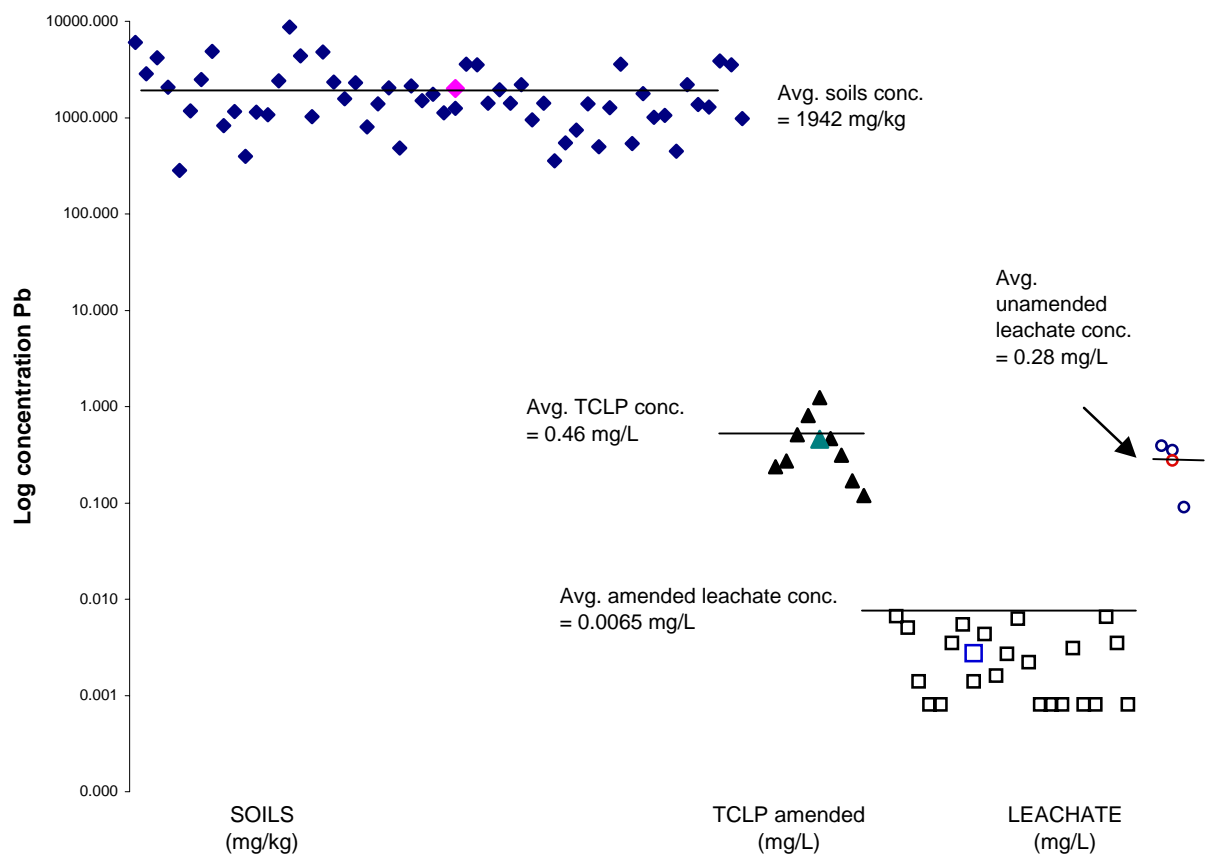 10000.000
1000.000
100.000
10.000
1.000
0.100
0.010
0.001
0.000
Log concentration Pb
Avg. soils conc.
= 1942 mg/kg
Avg.
unamended
leachate conc.
= 0.28 mg/L
Avg. TCLP conc.
= 0.46 mg/L
Avg. amended leachate conc.
= 0.0065 mg/L
SOILS
(mg/kg)
TCLP amended
(mg/L)
LEACHATE
(mg/L)